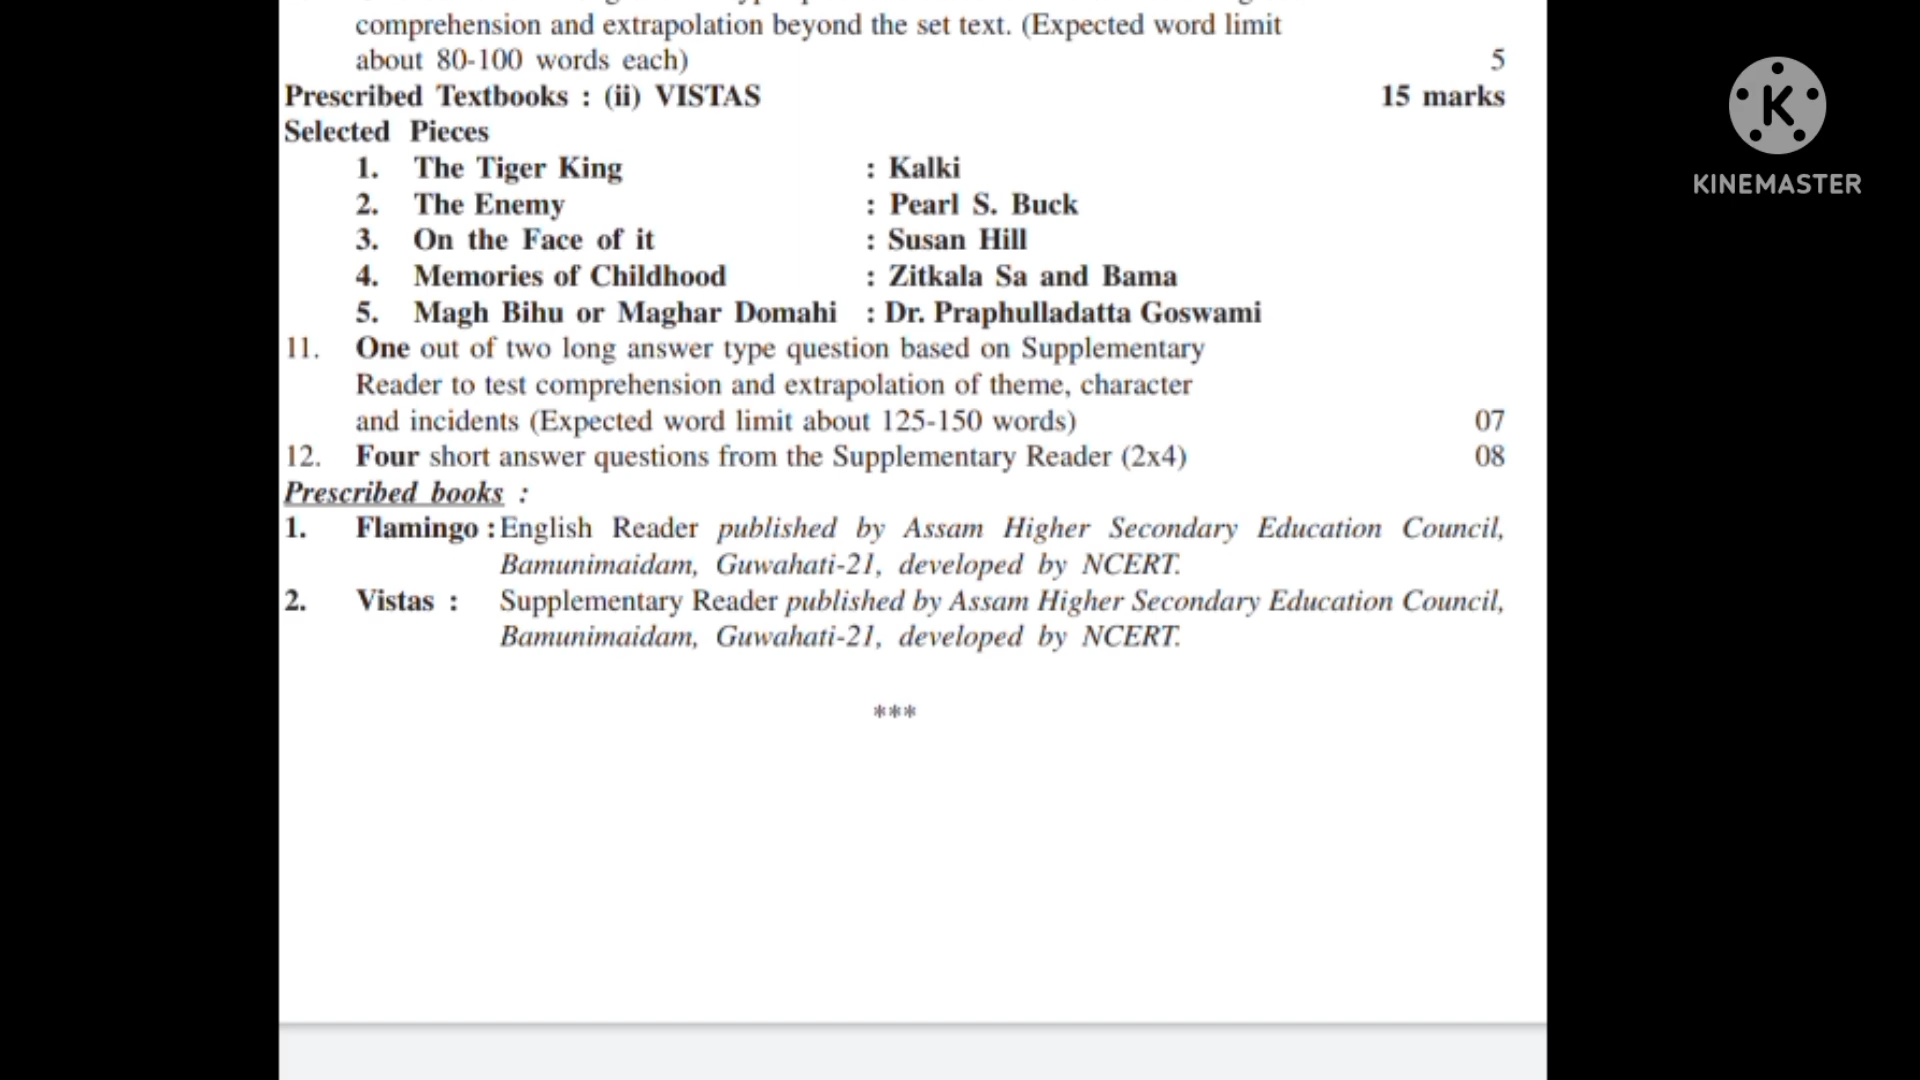 comprehension and extrapolation beyond the set text. (Expected word limit
about 80-100 words each) 5
Prescribed Textbooks : (ii) VISTAS 15 marks
Selected Pieces
1. The Tiger King : Kalki
2. The Enemy : Pearl S. Buck
3. On the Face of it : Susan Hill
4. Memories of Childhood : Zitkala Sa and Bama
5. Magh Bihu or Maghar Domahi : Dr. Praphulladatta Goswami
11. One out of two long answer type question based on Supplementary
Reader to test comprehension and extrapolation of theme, character
and incidents (Expected word limit about 125-150 words) 07
12. Four short answer questions from the Supplementary Reader (2x4) 08
Prescribed books :
1. Flamingo : English Reader published by Assam Higher Secondary Education Council,
Bamunimaidam, Guwahati-21, developed by NCERT.
2. Vistas : Supplementary Reader published by Assam Higher Secondary Education Council,
Bamunimaidam, Guwahati-21, developed by NCERT.
***
K
KINEMASTER